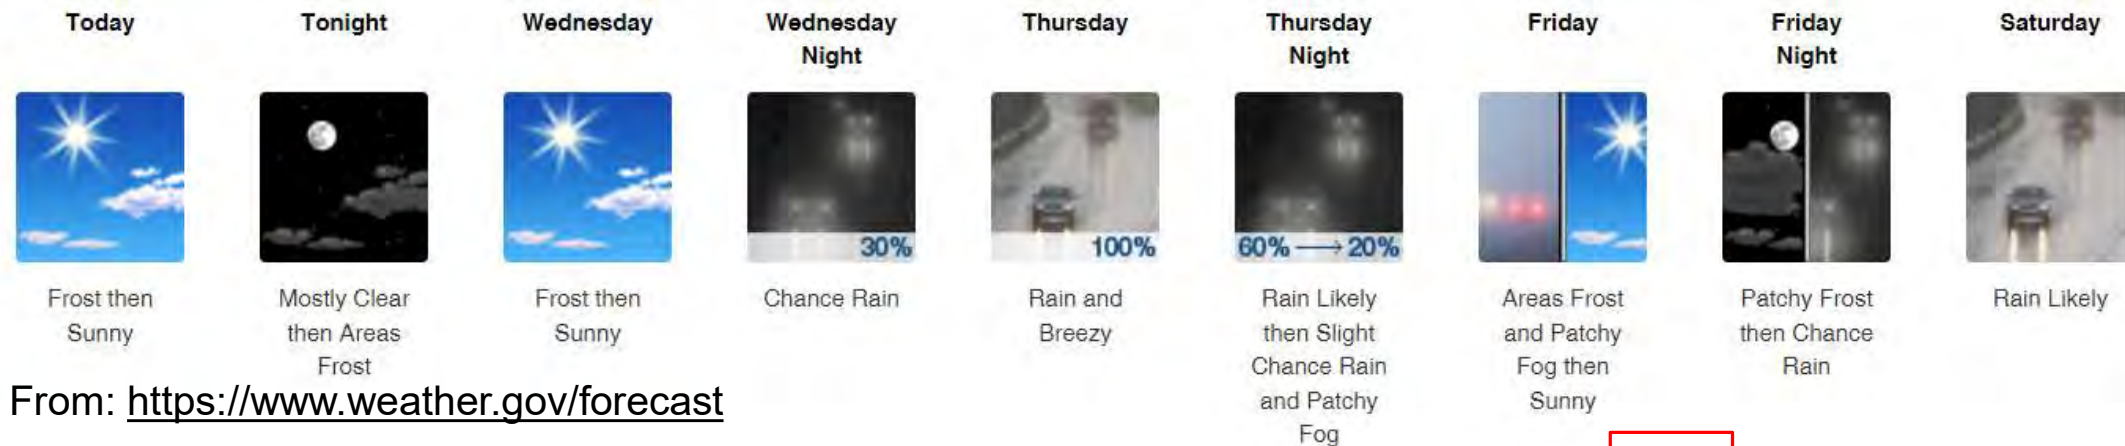 Today
Tonight
Wednesday
Wednesday
Night
Thursday
Thursday
Night
Friday
Friday
Night
Saturday
30%
100%
60% → 20%
Frost then
Sunny
Mostly Clear
then Areas
Frost
Frost then
Sunny
Chance Rain
Rain and
Breezy
Rain Likely
then Slight
Chance Rain
and Patchy
Fog
Areas Frost
and Patchy
Fog then
Sunny
Patchy Frost
then Chance
Rain
Rain Likely
From: https://www.weather.gov/forecast